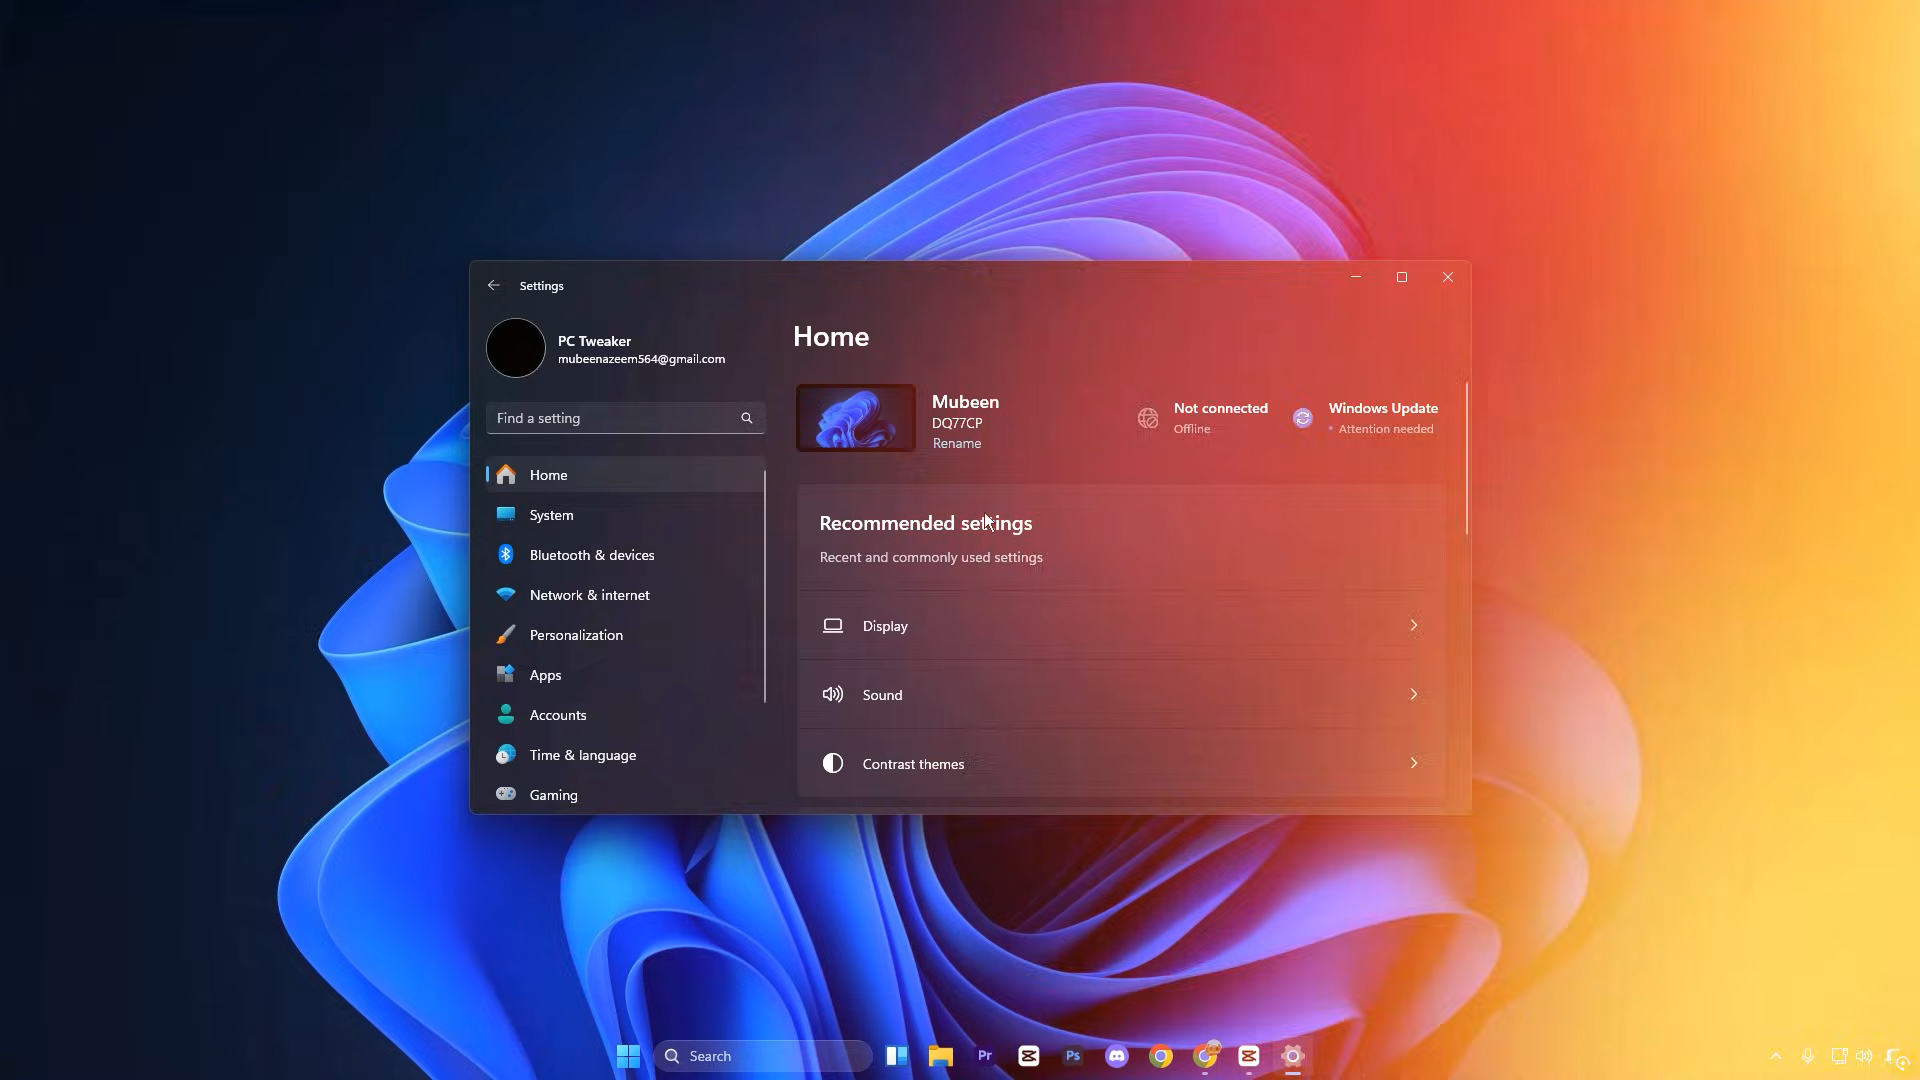 Settings
PC Tweaker
mubeenazeem564@gmail.com
Find a setting
Home
System
Bluetooth & devices
Network & internet
Personalization
Apps
Accounts
Time & language
Gaming
Home
Mubeen
DQ77CP
Rename
Not connected
Offline
Windows Update
Attention needed
Recommended settings
Recent and commonly used settings
Display
Sound
Contrast themes
Search
Pr
Ps